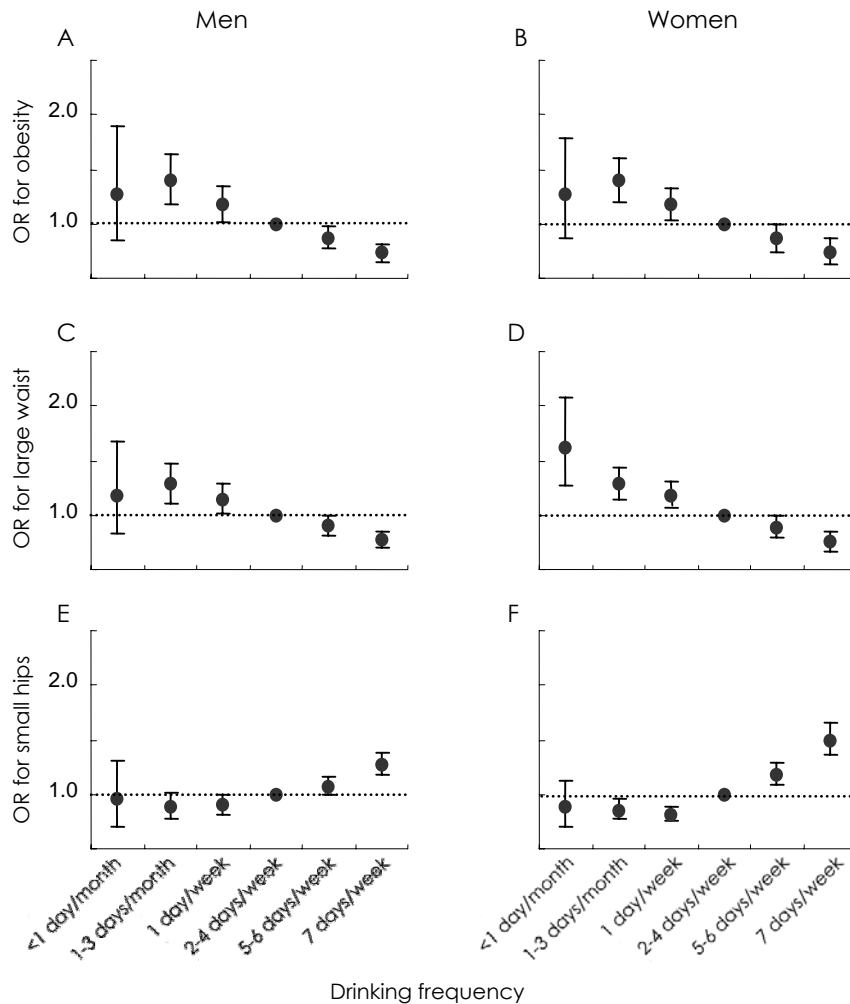 Men
Women
A
B
OR for obesity
2.0
1.0
C
D
OR for large waist
2.0
1.0
E
F
OR for small hips
2.0
1.0
<1 day/month
1-3 days/month
1 day/week
2-4 days/week
5-6 days/week
7 days/week
<1 day/month
1-3 days/month
1 day/week
2-4 days/week
5-6 days/week
7 days/week
Drinking frequency